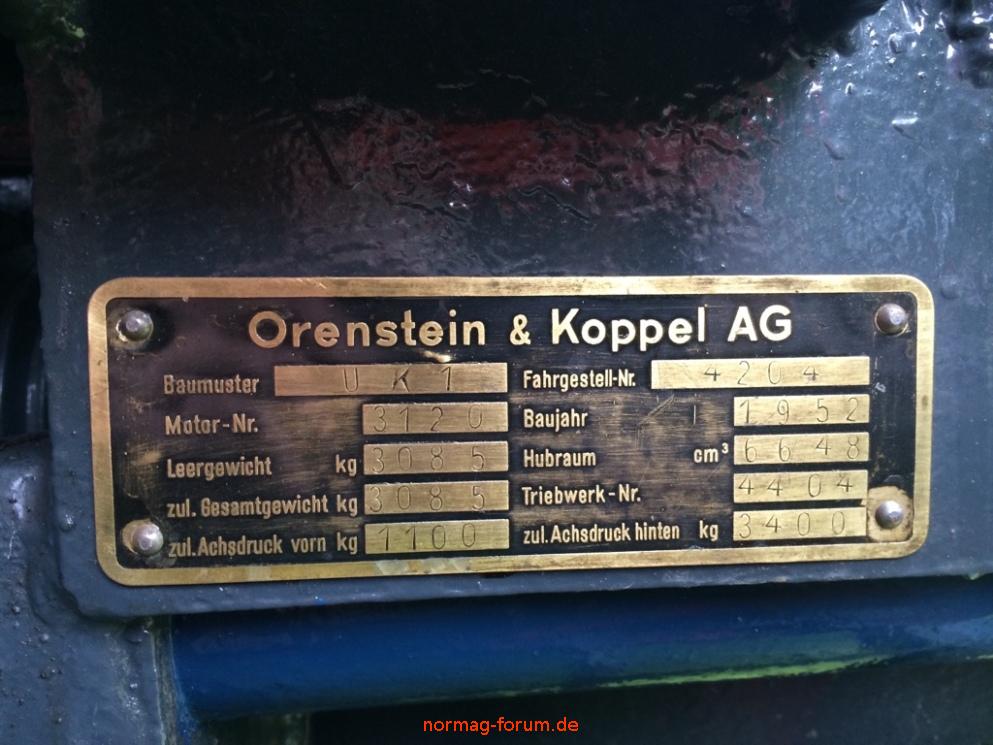 Orenstein & Koppel AG
Baumuster U K 1 Fahrgestell-Nr. 4204
Motor-Nr. 3120 Baujahr 1952
Leergewicht kg 3085 Hubraum cm³ 6648
zul. Gesamtgewicht kg 3085 Triebwerk-Nr. 4404
zul. Achsdruck vorn kg 1100 zul. Achsdruck hinten kg 3400
normag-forum.de